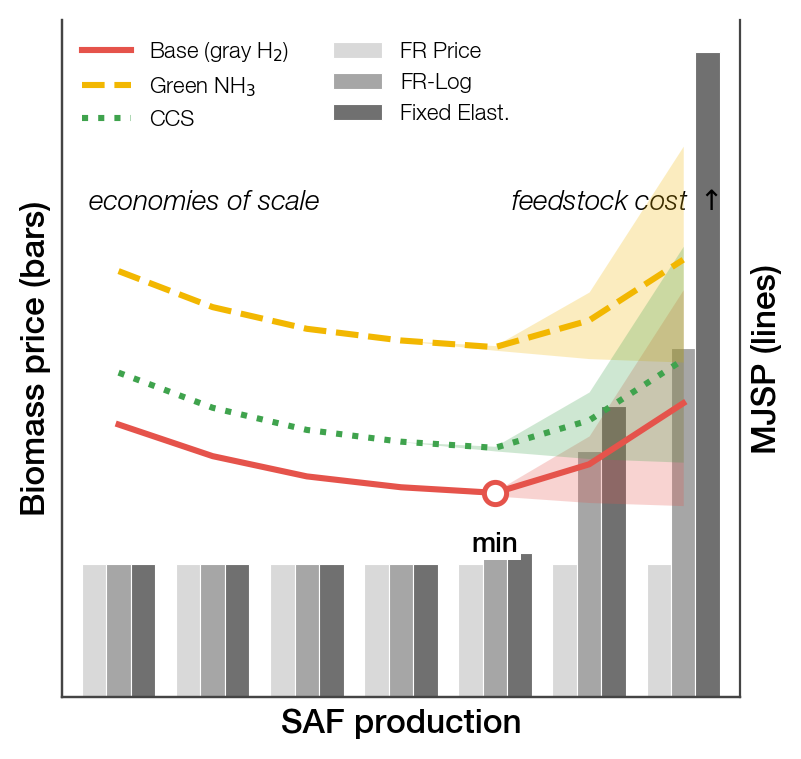 Base (gray H₂)
Green NH₃
CCS
FR Price
FR-Log
Fixed Elast.
economies of scale
feedstock cost ↑
Biomass price (bars)
MJSP (lines)
min
SAF production